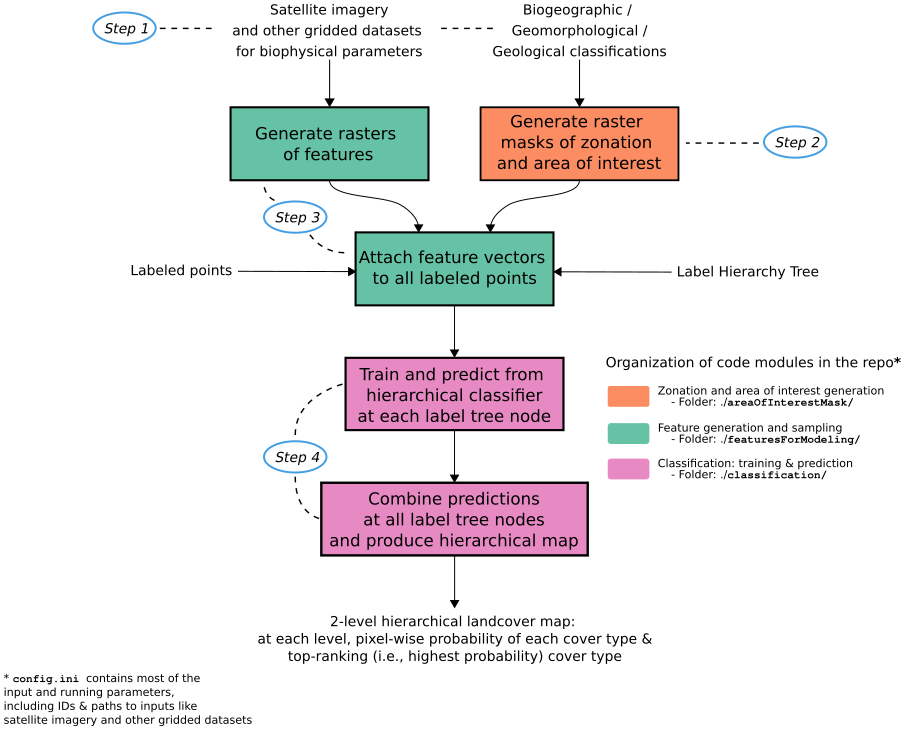 Step 1
Satellite imagery
and other gridded datasets
for biophysical parameters
Biogeographic /
Geomorphological /
Geological classifications
Generate rasters
of features
Generate raster
masks of zonation
and area of interest
Step 2
Step 3
Attach feature vectors
to all labeled points
Labeled points
Label Hierarchy Tree
Train and predict from
hierarchical classifier
at each label tree node
Step 4
Combine predictions
at all label tree nodes
and produce hierarchical map
Organization of code modules in the repo*
Zonation and area of interest generation
- Folder: ./areaOfInterestMask/
Feature generation and sampling
- Folder: ./featuresForModeling/
Classification: training & prediction
- Folder: ./classification/
2-level hierarchical landcover map:
at each level, pixel-wise probability of each cover type &
top-ranking (i.e., highest probability) cover type
* config.ini contains most of the
input and running parameters,
including IDs & paths to inputs like
satellite imagery and other gridded datasets